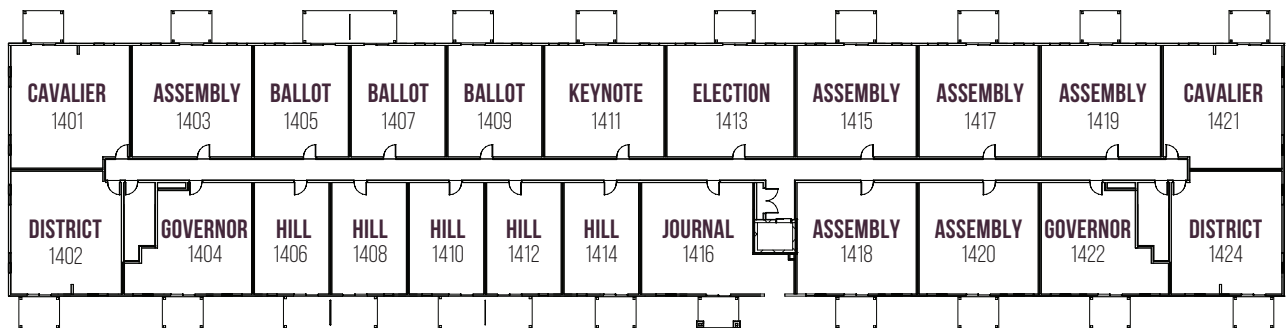 CAVALIER
1401
ASSEMBLY
1403
BALLOT
1405
BALLOT
1407
BALLOT
1409
KEYNOTE
1411
ELECTION
1413
ASSEMBLY
1415
ASSEMBLY
1417
ASSEMBLY
1419
CAVALIER
1421
DISTRICT
1402
GOVERNOR
1404
HILL
1406
HILL
1408
HILL
1410
HILL
1412
HILL
1414
JOURNAL
1416
ASSEMBLY
1418
ASSEMBLY
1420
GOVERNOR
1422
DISTRICT
1424